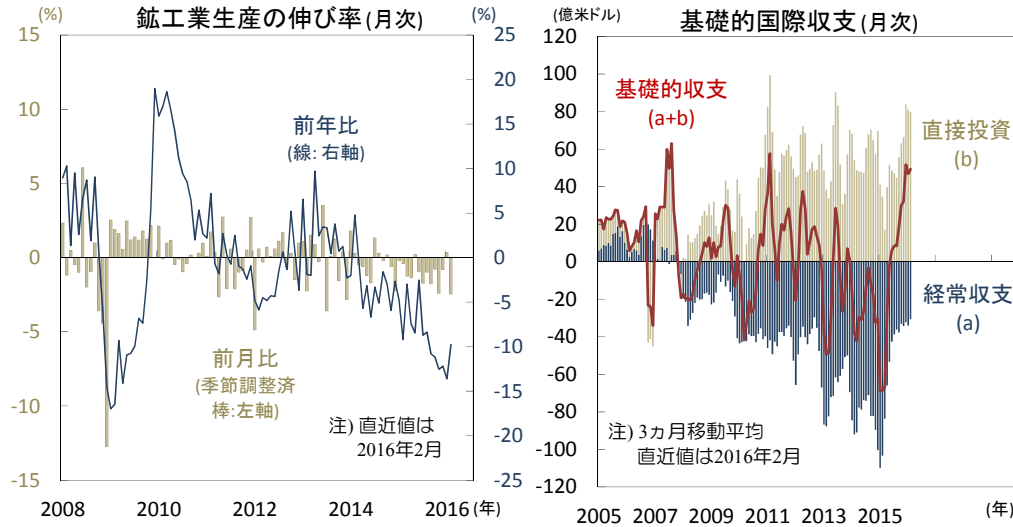 鉱工業生産の伸び率(月次)
(%)
(%)
15
10
5
0
-5
-10
-15
25
20
15
10
5
0
-5
-10
-15
-20
-25
前年比
(線: 右軸)
前月比
(季節調整済
棒:左軸)
注) 直近値は
2016年2月
2008
2010
2012
2014
2016
(年)
基礎的国際収支(月次)
(億米ドル)
120
100
80
60
40
20
0
-20
-40
-60
-80
-100
-120
基礎的収支
(a+b)
直接投資
(b)
経常収支
(a)
注) 3ヵ月移動平均
直近値は2016年2月
2005
2007
2009
2011
2013
2015
(年)